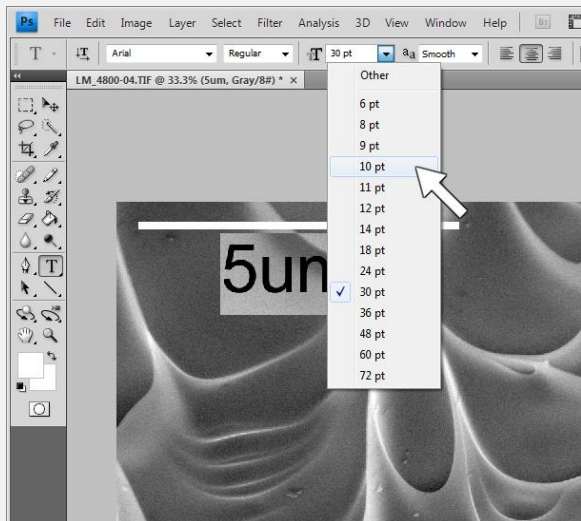 Ps File Edit Image Layer Select Filter Analysis 3D View Window Help Br
T Arial Regular 30 pt Smooth
LM_4800-04.TIF @ 33.3% (5um, Gray/8#) * ×
Other
6 pt
8 pt
9 pt
10 pt
11 pt
12 pt
14 pt
18 pt
24 pt
30 pt
36 pt
48 pt
60 pt
72 pt
5um